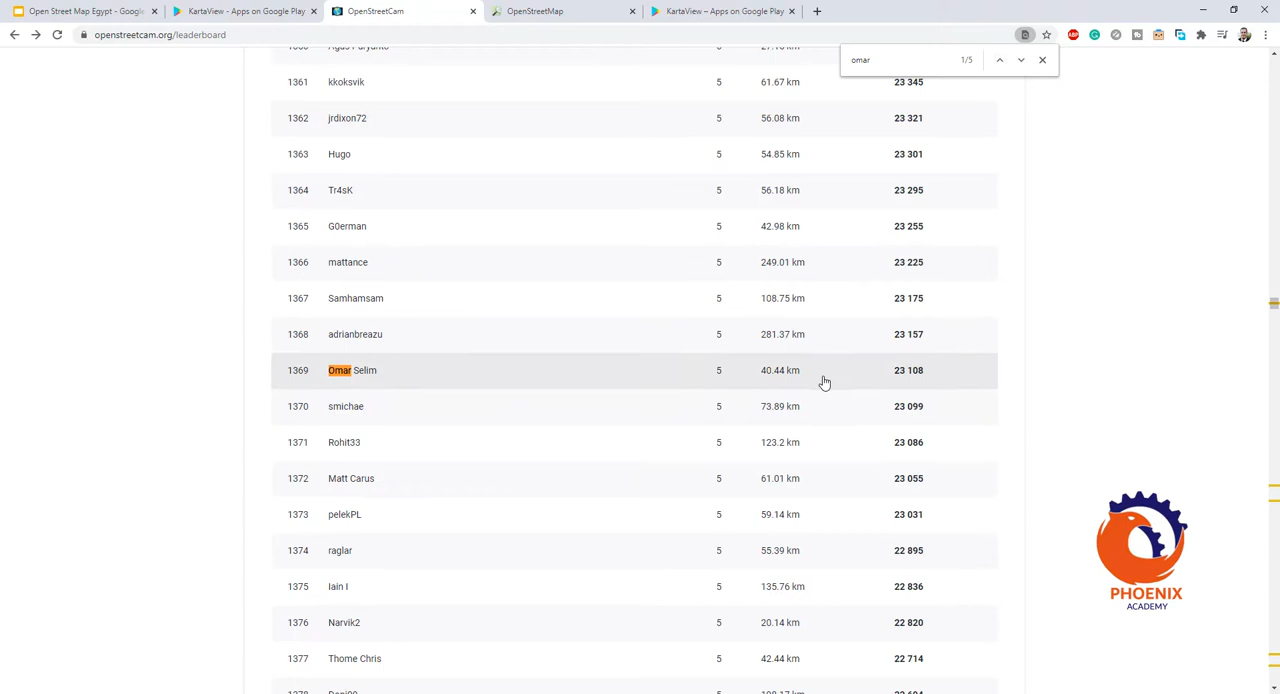 Open Street Map Egypt - Google
KartaView - Apps on Google Play
OpenStreetCam
OpenStreetMap
KartaView – Apps on Google Play
openstreetcam.org/leaderboard
omar 1/5
1361 kkoksvik 5 61.67 km 23 345
1362 jrdixon72 5 56.08 km 23 321
1363 Hugo 5 54.85 km 23 301
1364 Tr4sK 5 56.18 km 23 295
1365 G0erman 5 42.98 km 23 255
1366 mattance 5 249.01 km 23 225
1367 Samhamsam 5 108.75 km 23 175
1368 adrianbreazu 5 281.37 km 23 157
1369 Omar Selim 5 40.44 km 23 108
1370 smichae 5 73.89 km 23 099
1371 Rohit33 5 123.2 km 23 086
1372 Matt Carus 5 61.01 km 23 055
1373 pelekPL 5 59.14 km 23 031
1374 raglar 5 55.39 km 22 895
1375 Iain I 5 135.76 km 22 836
1376 Narvik2 5 20.14 km 22 820
1377 Thome Chris 5 42.44 km 22 714
PHOENIX
ACADEMY